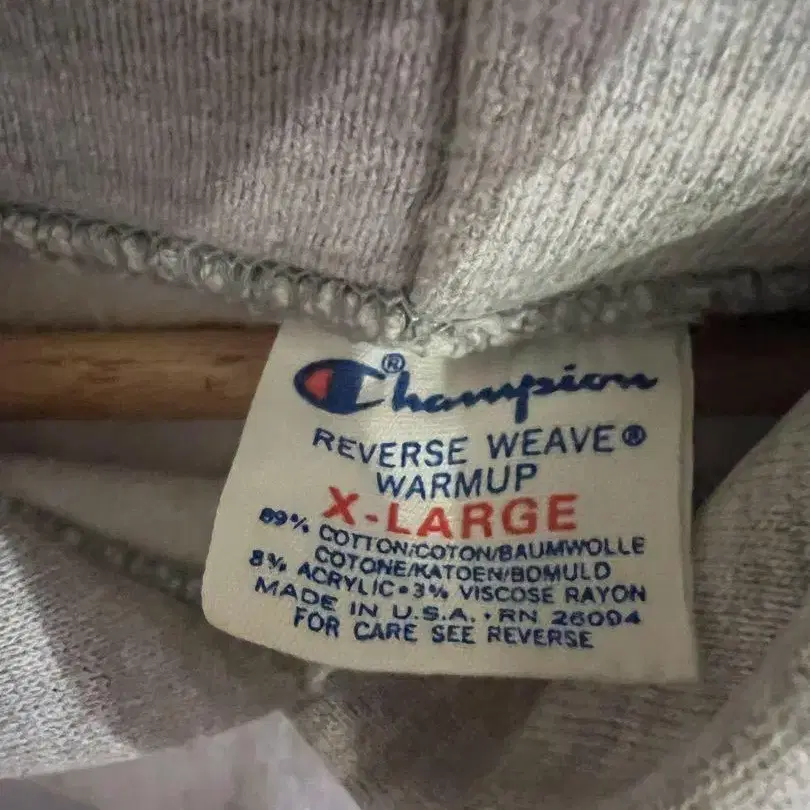 Champion®
REVERSE WEAVE®
WARMUP
X-LARGE
89% COTTON/COTON/BAUMWOLLE
COTONE/KATOEN/BOMULD
8% ACRYLIC•3% VISCOSE RAYON
MADE IN U.S.A. • RN 26094
FOR CARE SEE REVERSE